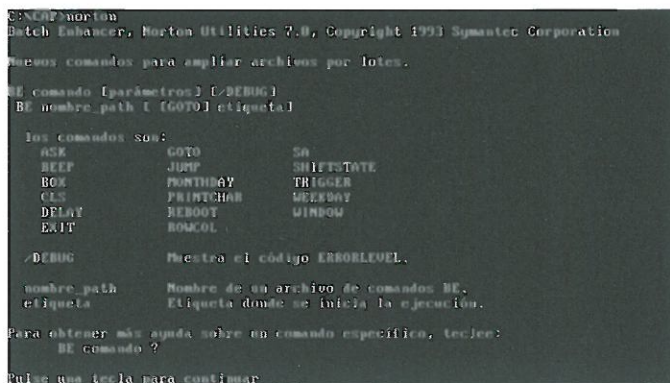 C:\CAP>norton
Batch Enhancer, Norton Utilities 7.0, Copyright 1993 Symantec Corporation
Nuevos comandos para ampliar archivos por lotes.
BE comando [parámetros] [/DEBUG]
BE nombre_path [ [GOTO] etiqueta]
los comandos son:
ASK GOTO SA
BEEP JUMP SHIFTSTATE
BOX MONTHDAY TRIGGER
CLS PRINTCHAR WEEKDAY
DELAY REBOOT WINDOW
EXIT ROWCOL
/DEBUG Muestra el código ERRORLEVEL.
nombre_path Nombre de un archivo de comandos BE.
etiqueta Etiqueta donde se inicia la ejecución.
Para obtener más ayuda sobre un comando específico, teclee:
BE comando ?
Pulse una tecla para continuar